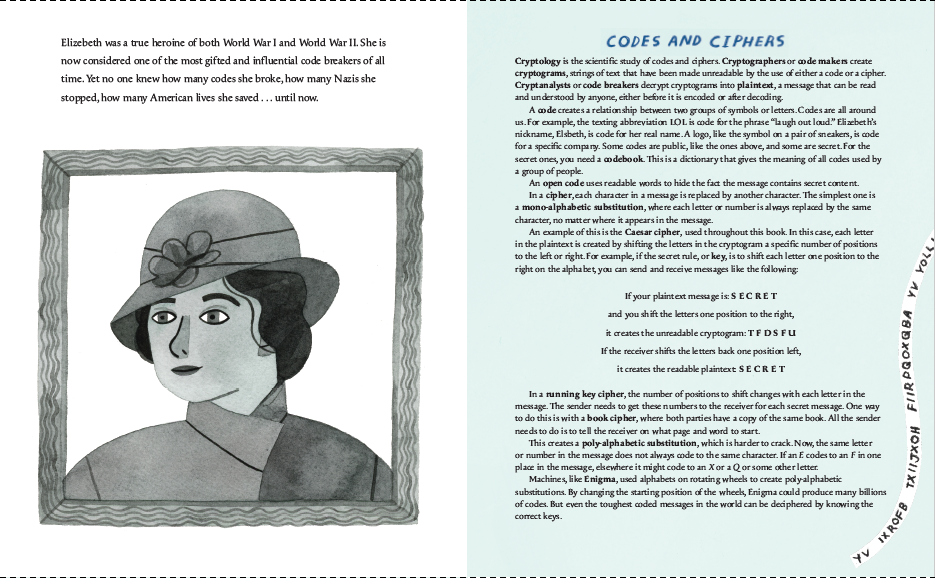 Elizebeth was a true heroine of both World War I and World War II. She is
now considered one of the most gifted and influential code breakers of all
time. Yet no one knew how many codes she broke, how many Nazis she
stopped, how many American lives she saved . . . until now.
CODES AND CIPHERS
Cryptology is the scientific study of codes and ciphers. Cryptographers or code makers create
cryptograms, strings of text that have been made unreadable by the use of either a code or a cipher.
Cryptanalysts or code breakers decrypt cryptograms into plaintext, a message that can be read
and understood by anyone, either before it is encoded or after decoding.
A code creates a relationship between two groups of symbols or letters. Codes are all around
us. For example, the texting abbreviation LOL is code for the phrase “laugh out loud.” Elizebeth’s
nickname, Elsbeth, is code for her real name. A logo, like the symbol on a pair of sneakers, is code
for a specific company. Some codes are public, like the ones above, and some are secret. For the
secret ones, you need a codebook. This is a dictionary that gives the meaning of all codes used by
a group of people.
An open code uses readable words to hide the fact the message contains secret content.
In a cipher, each character in a message is replaced by another character. The simplest one is
a mono-alphabetic substitution, where each letter or number is always replaced by the same
character, no matter where it appears in the message.
An example of this is the Caesar cipher, used throughout this book. In this case, each letter
in the plaintext is created by shifting the letters in the cryptogram a specific number of positions
to the left or right. For example, if the secret rule, or key, is to shift each letter one position to the
right on the alphabet, you can send and receive messages like the following:
If your plaintext message is: S E C R E T
and you shift the letters one position to the right,
it creates the unreadable cryptogram: T F D S F U
If the receiver shifts the letters back one position left,
it creates the readable plaintext: S E C R E T
In a running key cipher, the number of positions to shift changes with each letter in the
message. The sender needs to get these numbers to the receiver for each secret message. One way
to do this is with a book cipher, where both parties have a copy of the same book. All the sender
needs to do is to tell the receiver on what page and word to start.
This creates a poly-alphabetic substitution, which is harder to crack. Now, the same letter
or number in the message does not always code to the same character. If an E codes to an F in one
place in the message, elsewhere it might code to an X or a Q or some other letter.
Machines, like Enigma, used alphabets on rotating wheels to create poly-alphabetic
substitutions. By changing the starting position of the wheels, Enigma could produce many billions
of codes. But even the toughest coded messages in the world can be deciphered by knowing the
correct keys.
YV IXROFB TXIIJXOH FIIRPQOXQBA YV YOLL